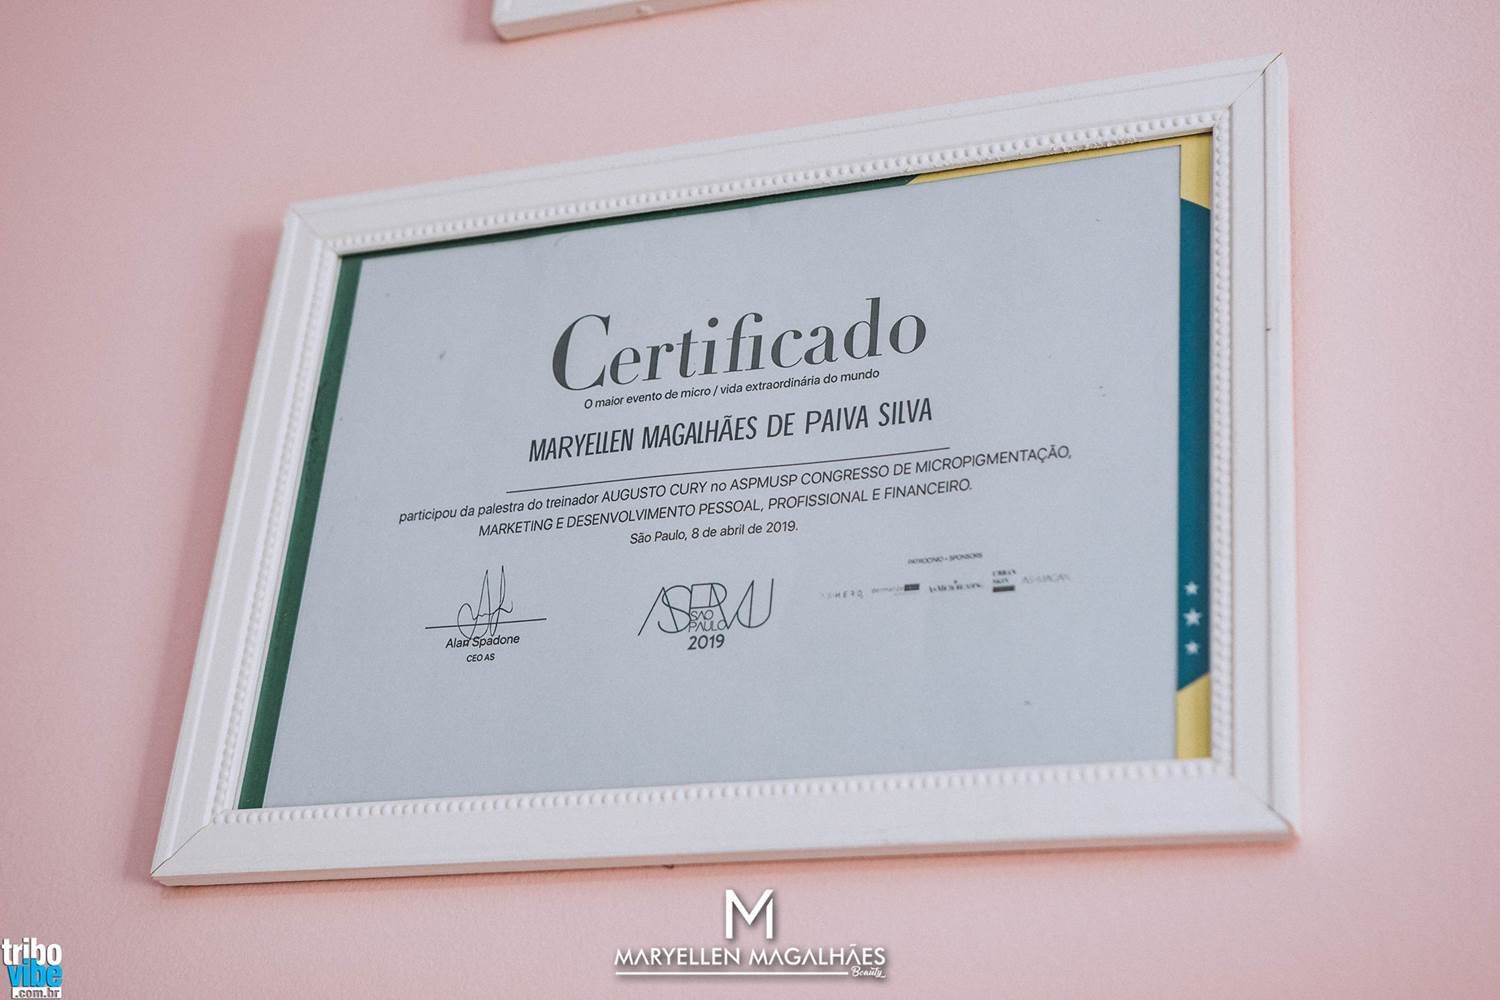 Certificado
O maior evento de micro / vida extraordinária do mundo
MARYELLEN MAGALHÃES DE PAIVA SILVA
participou da palestra do treinador AUGUSTO CURY no ASPMUSP CONGRESSO DE MICROPIGMENTAÇÃO,
MARKETING E DESENVOLVIMENTO PESSOAL, PROFISSIONAL E FINANCEIRO.
São Paulo, 8 de abril de 2019.
PATROCÍNIO • SPONSORS
Alan Spadone
CEO AS
SÃO
PAULO
2019
M
MARYELLEN MAGALHÃES
Beauty
tribo
vibe
.com.br